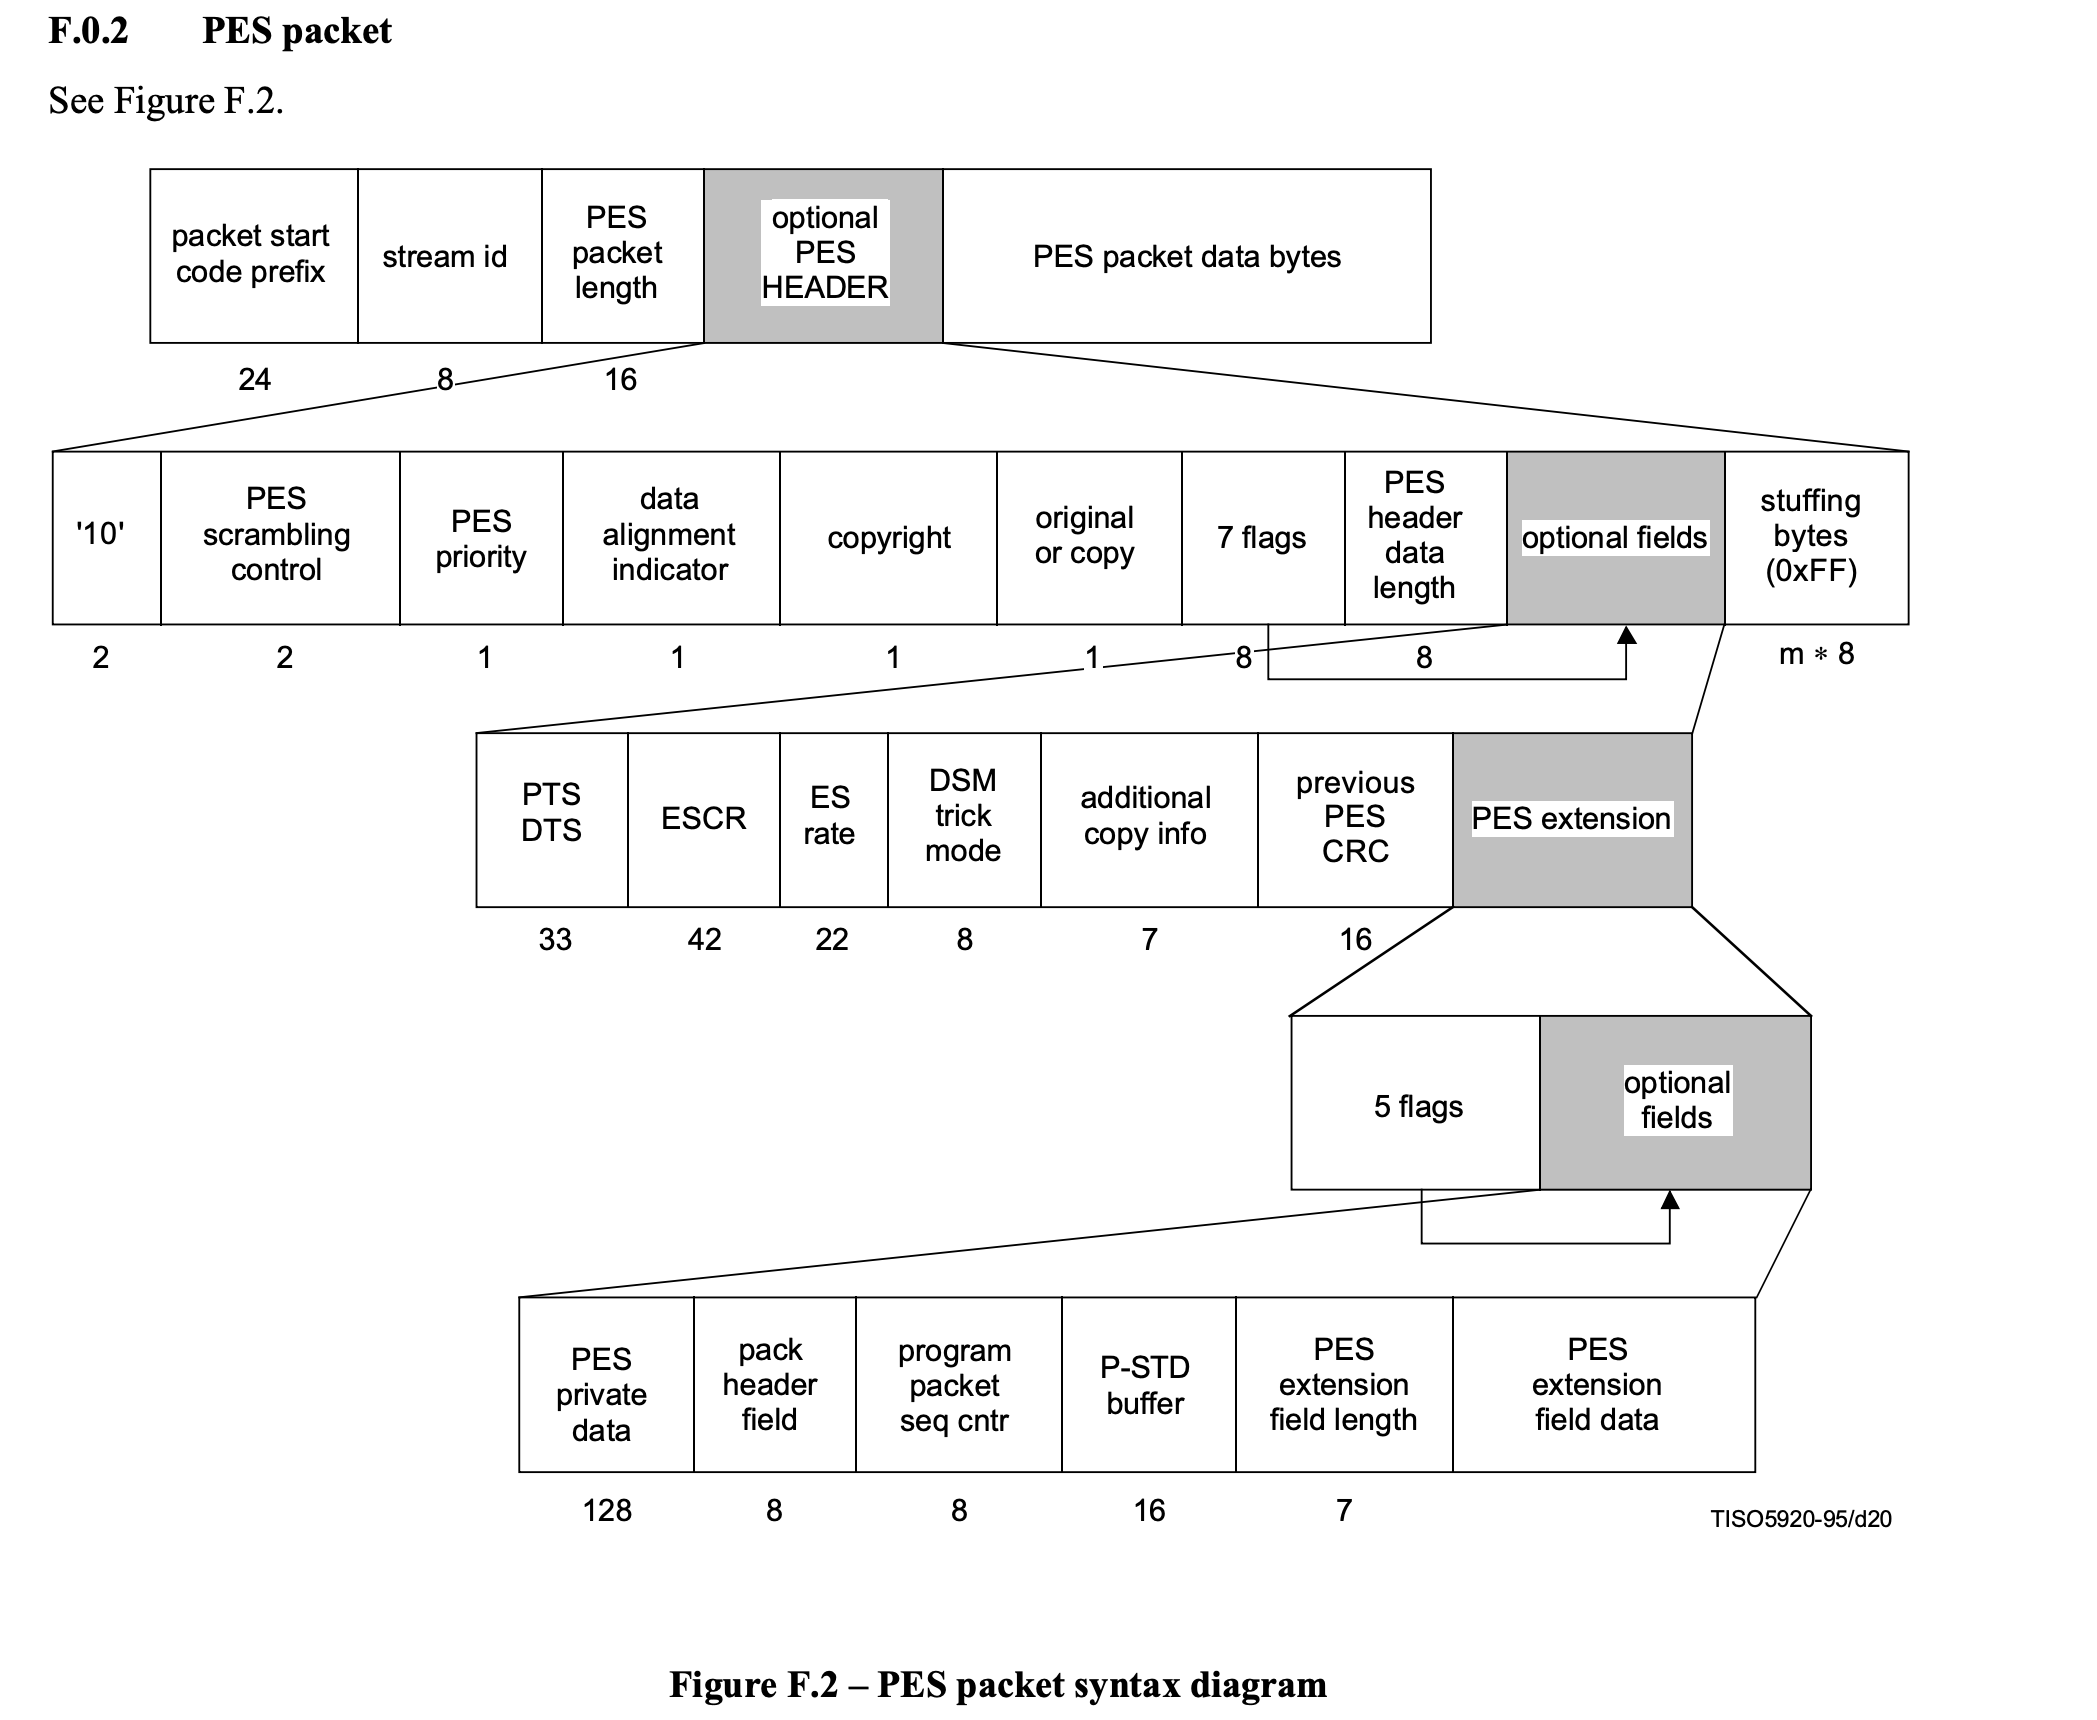 F.0.2 PES packet
See Figure F.2.
packet start
code prefix
stream id
PES
packet
length
optional
PES
HEADER
PES packet data bytes
24 8 16
'10'
PES
scrambling
control
PES
priority
data
alignment
indicator
copyright
original
or copy
7 flags
PES
header
data
length
optional fields
stuffing
bytes
(0xFF)
2 2 1 1 1 1 8 8 m ∗ 8
PTS
DTS
ESCR
ES
rate
DSM
trick
mode
additional
copy info
previous
PES
CRC
PES extension
33 42 22 8 7 16
5 flags
optional
fields
PES
private
data
pack
header
field
program
packet
seq cntr
P-STD
buffer
PES
extension
field length
PES
extension
field data
128 8 8 16 7
TISO5920-95/d20
Figure F.2 – PES packet syntax diagram